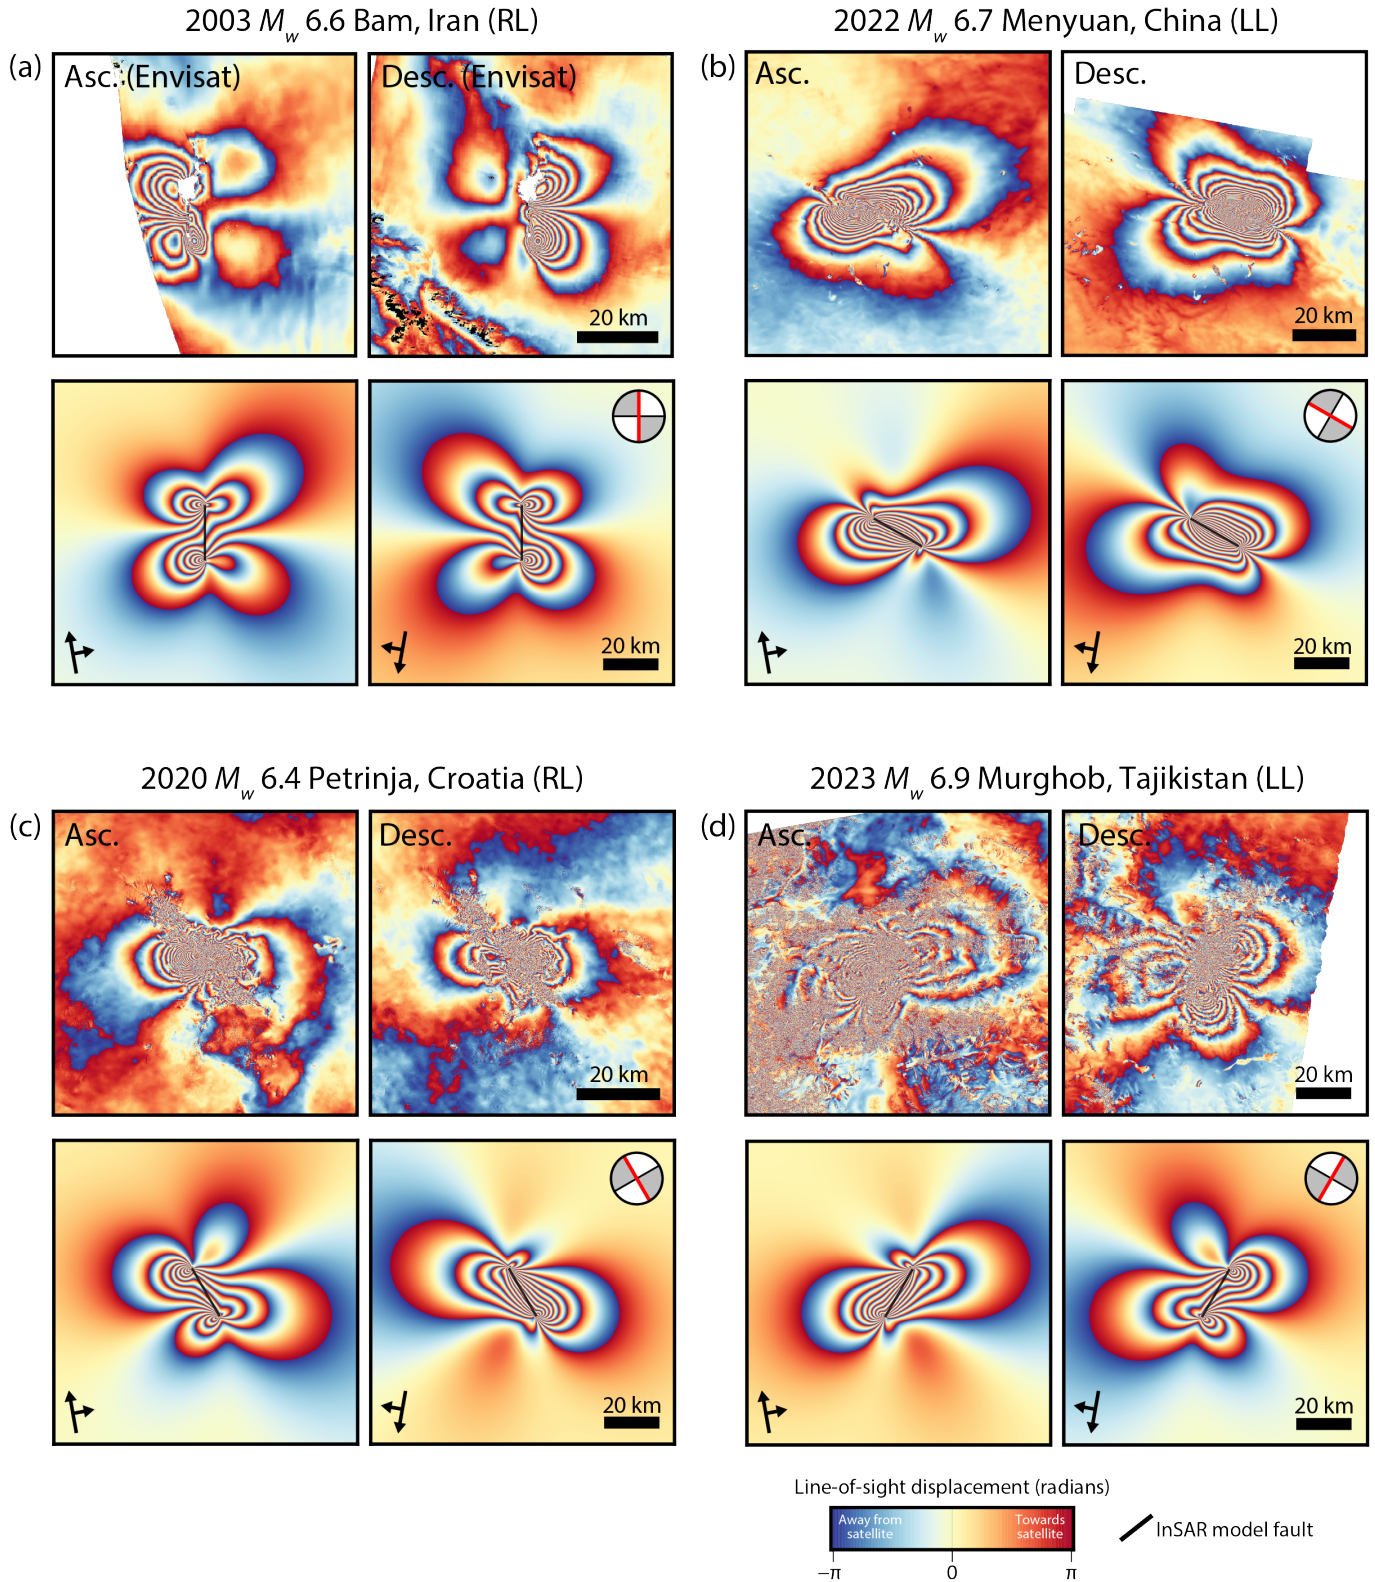 2003 Mw 6.6 Bam, Iran (RL)
2022 Mw 6.7 Menyuan, China (LL)
(a)
Asc. (Envisat)
Desc. (Envisat)
20 km
(b)
Asc.
Desc.
20 km
20 km
20 km
2020 Mw 6.4 Petrinja, Croatia (RL)
2023 Mw 6.9 Murghob, Tajikistan (LL)
(c)
Asc.
Desc.
20 km
(d)
Asc.
Desc.
20 km
20 km
20 km
Line-of-sight displacement (radians)
Away from
satellite
Towards
satellite
−π
0
π
InSAR model fault